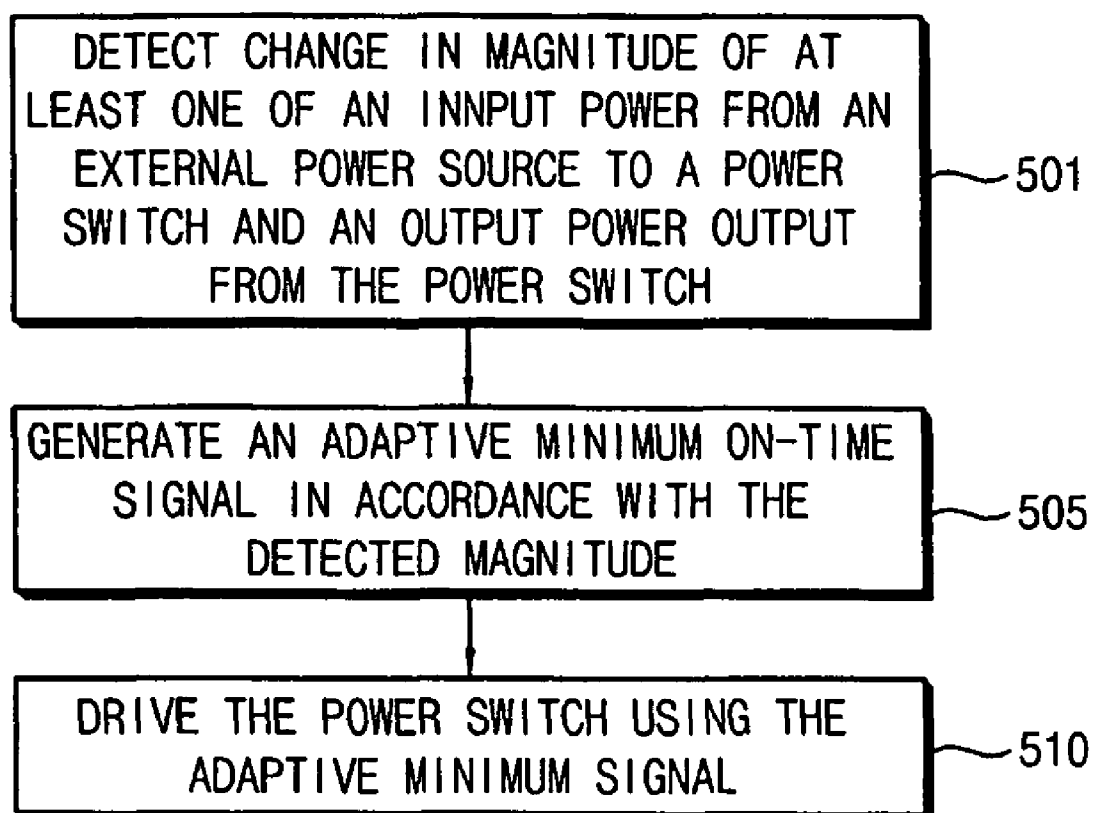 DETECT CHANGE IN MAGNITUDE OF AT
LEAST ONE OF AN INNPUT POWER FROM AN
EXTERNAL POWER SOURCE TO A POWER
SWITCH AND AN OUTPUT POWER OUTPUT
FROM THE POWER SWITCH
501
GENERATE AN ADAPTIVE MINIMUM ON-TIME
SIGNAL IN ACCORDANCE WITH THE
DETECTED MAGNITUDE
505
DRIVE THE POWER SWITCH USING THE
ADAPTIVE MINIMUM SIGNAL
510